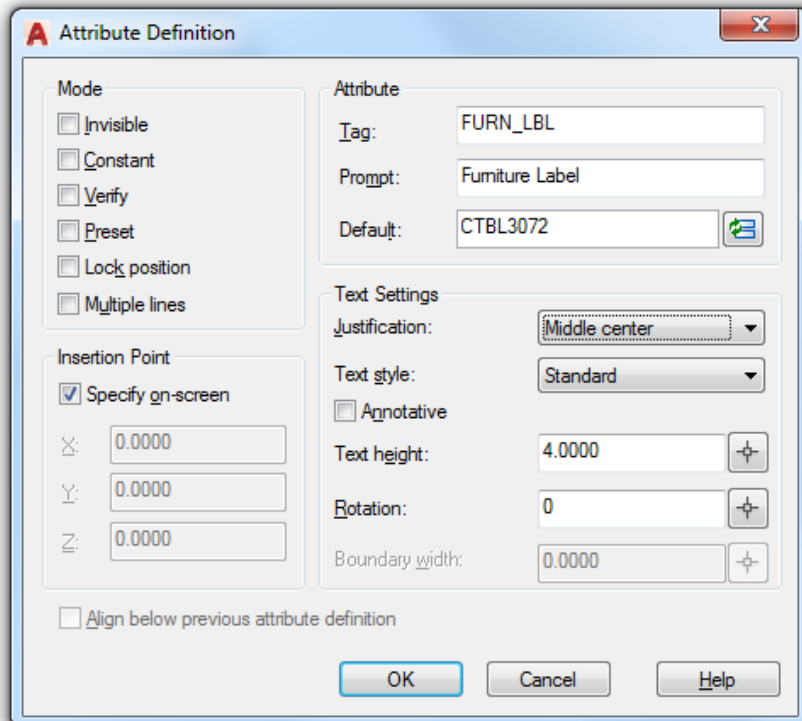 Attribute Definition
Mode
Invisible
Constant
Verify
Preset
Lock position
Multiple lines
Insertion Point
Specify on-screen
X: 0.0000
Y: 0.0000
Z: 0.0000
Attribute
Tag: FURN_LBL
Prompt: Furniture Label
Default: CTBL3072
Text Settings
Justification: Middle center
Text style: Standard
Annotative
Text height: 4.0000
Rotation: 0
Boundary width: 0.0000
Align below previous attribute definition
OK Cancel Help